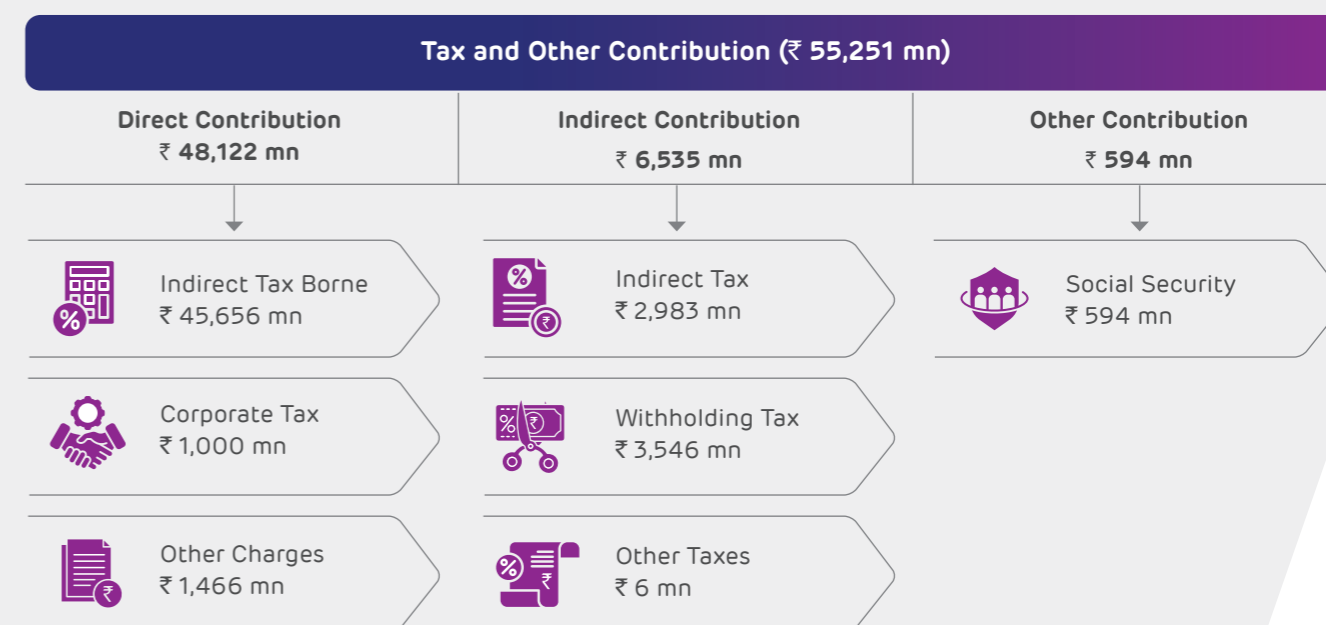 Tax and Other Contribution (₹ 55,251 mn)
Direct Contribution
₹ 48,122 mn
Indirect Contribution
₹ 6,535 mn
Other Contribution
₹ 594 mn
% Indirect Tax Borne
₹ 45,656 mn
Corporate Tax
₹ 1,000 mn
Other Charges
₹ 1,466 mn
₹
%
Indirect Tax
₹ 2,983 mn
₹
% ₹
Withholding Tax
₹ 3,546 mn
% ₹
Other Taxes
₹ 6 mn
Social Security
₹ 594 mn